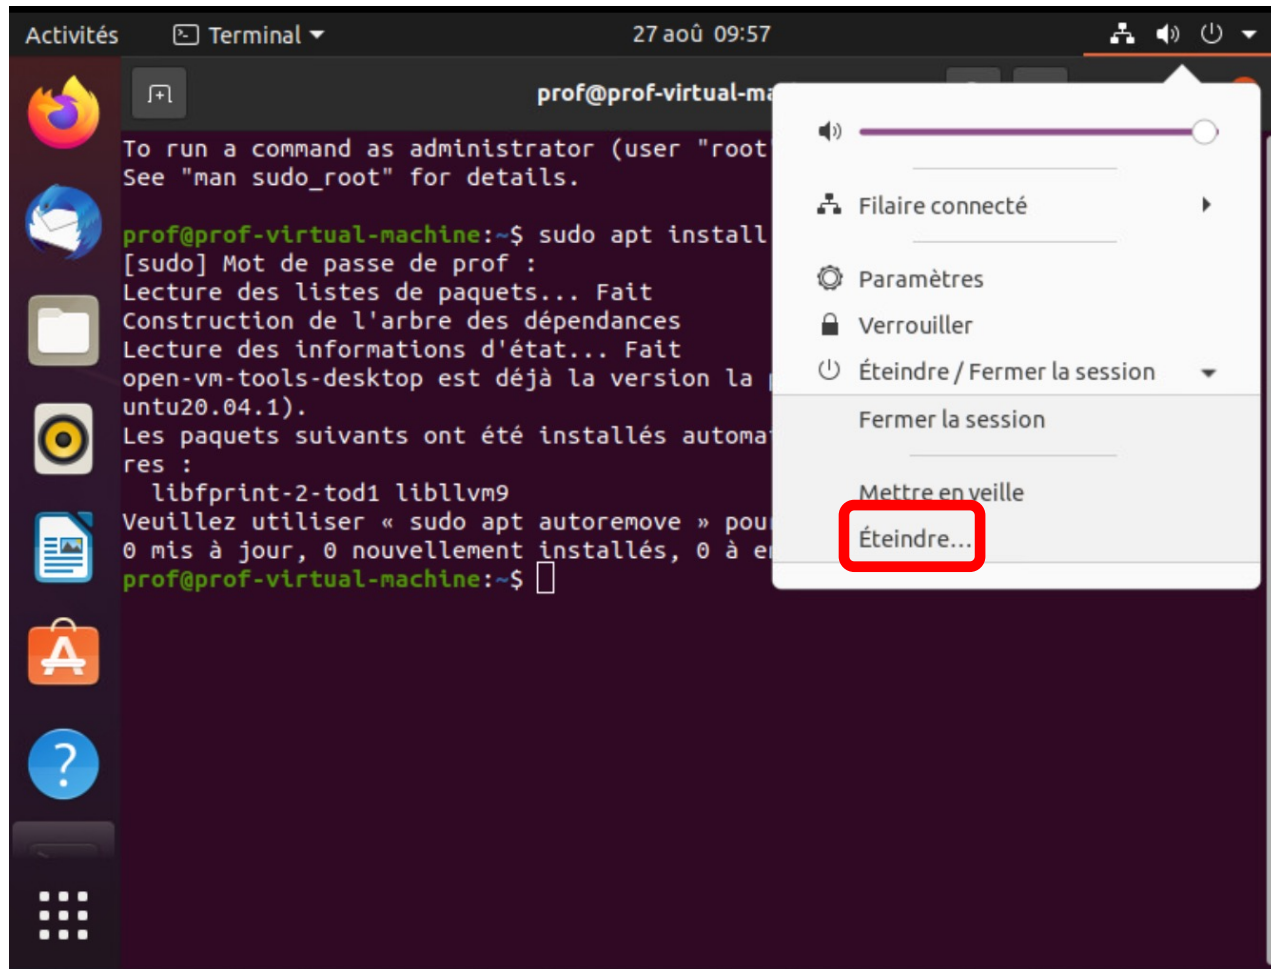 Activités Terminal 27 aoû 09:57
prof@prof-virtual-ma
To run a command as administrator (user "root"
See "man sudo_root" for details.
prof@prof-virtual-machine:~$ sudo apt install
[sudo] Mot de passe de prof :
Lecture des listes de paquets... Fait
Construction de l'arbre des dépendances
Lecture des informations d'état... Fait
open-vm-tools-desktop est déjà la version la
untu20.04.1).
Les paquets suivants ont été installés automa
res :
libfprint-2-tod1 libllvm9
Veuillez utiliser « sudo apt autoremove » pou
0 mis à jour, 0 nouvellement installés, 0 à e
prof@prof-virtual-machine:~$
Filaire connecté
Paramètres
Verrouiller
Éteindre / Fermer la session
Fermer la session
Mettre en veille
Éteindre...